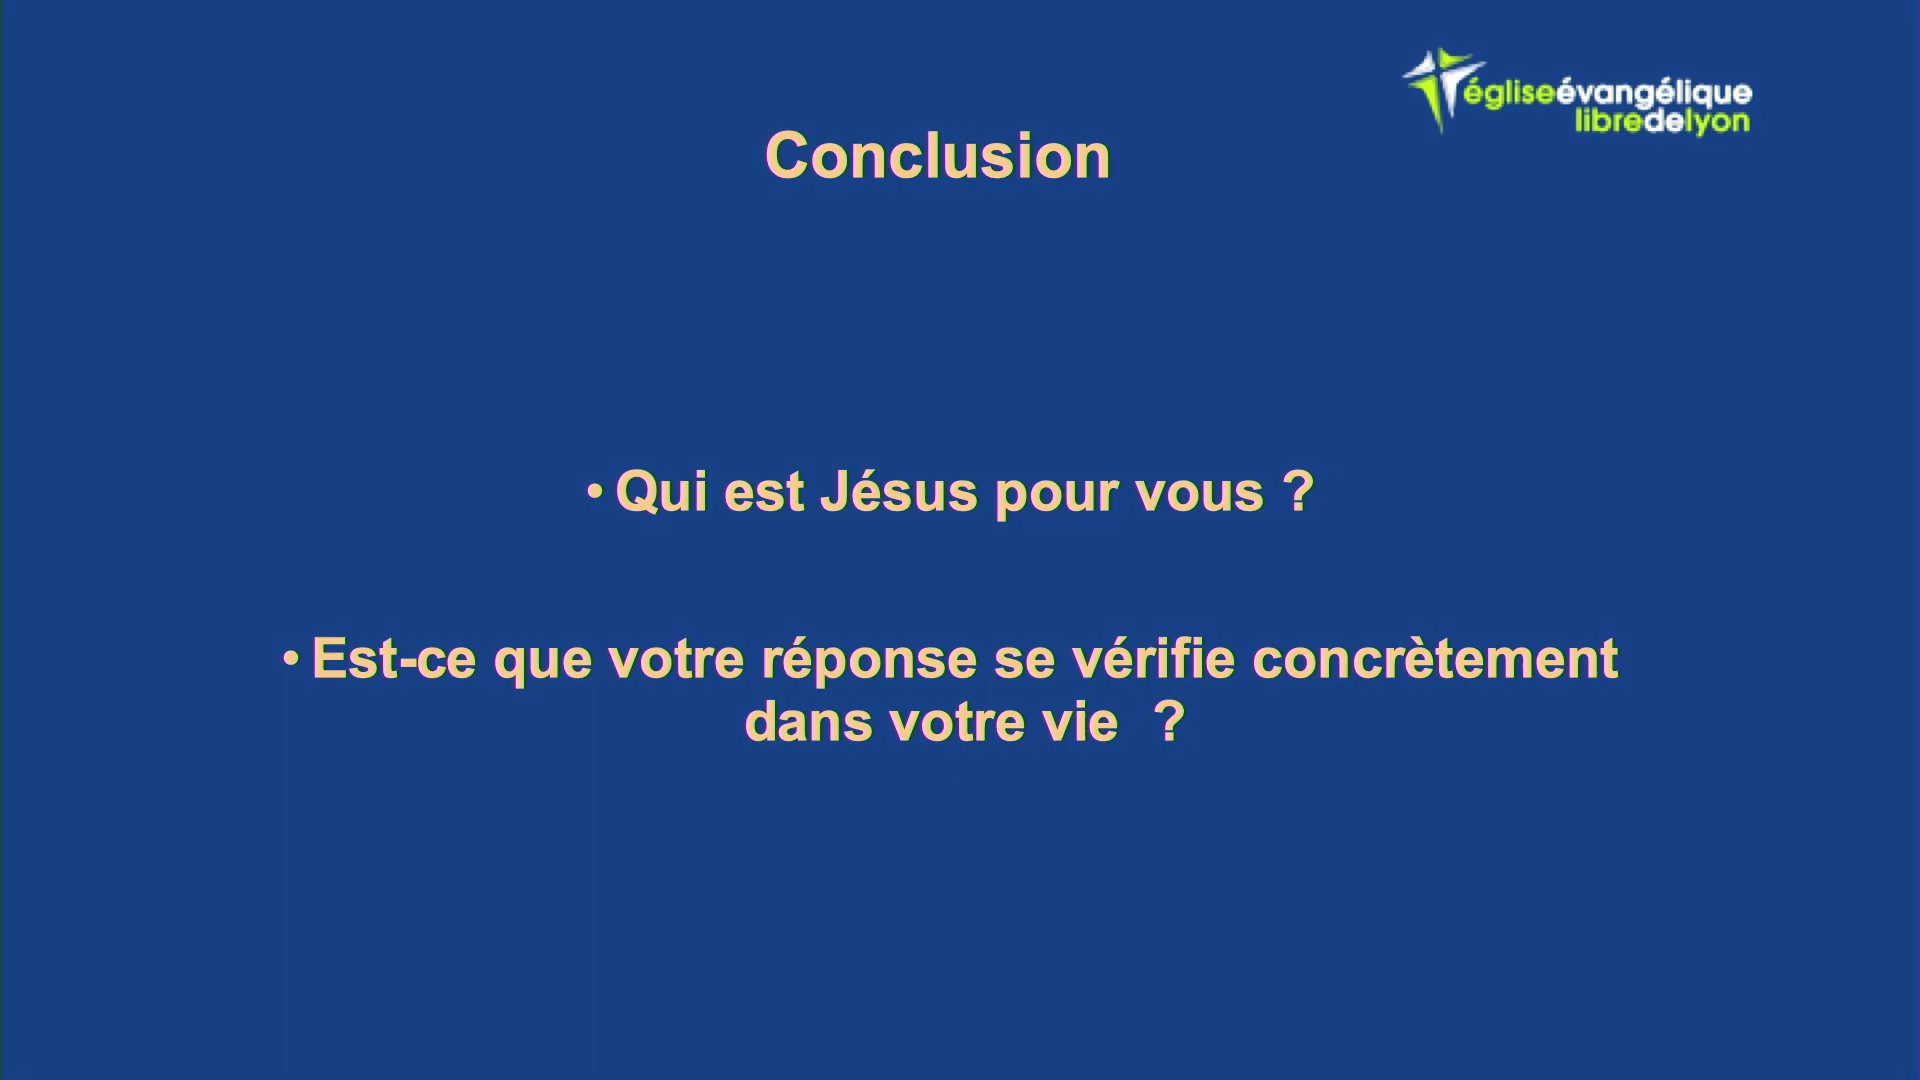 égliseévangélique
libredelyon
Conclusion
• Qui est Jésus pour vous ?
• Est-ce que votre réponse se vérifie concrètement
dans votre vie  ?